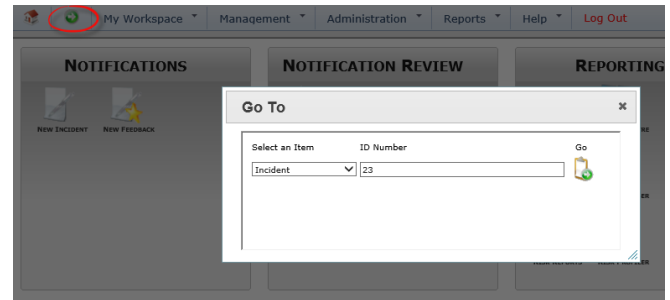 My Workspace Management Administration Reports Help Log Out
NOTIFICATIONS NOTIFICATION REVIEW REPORTING
NEW INCIDENT NEW FEEDBACK
Go To
Select an Item ID Number Go
Incident 23